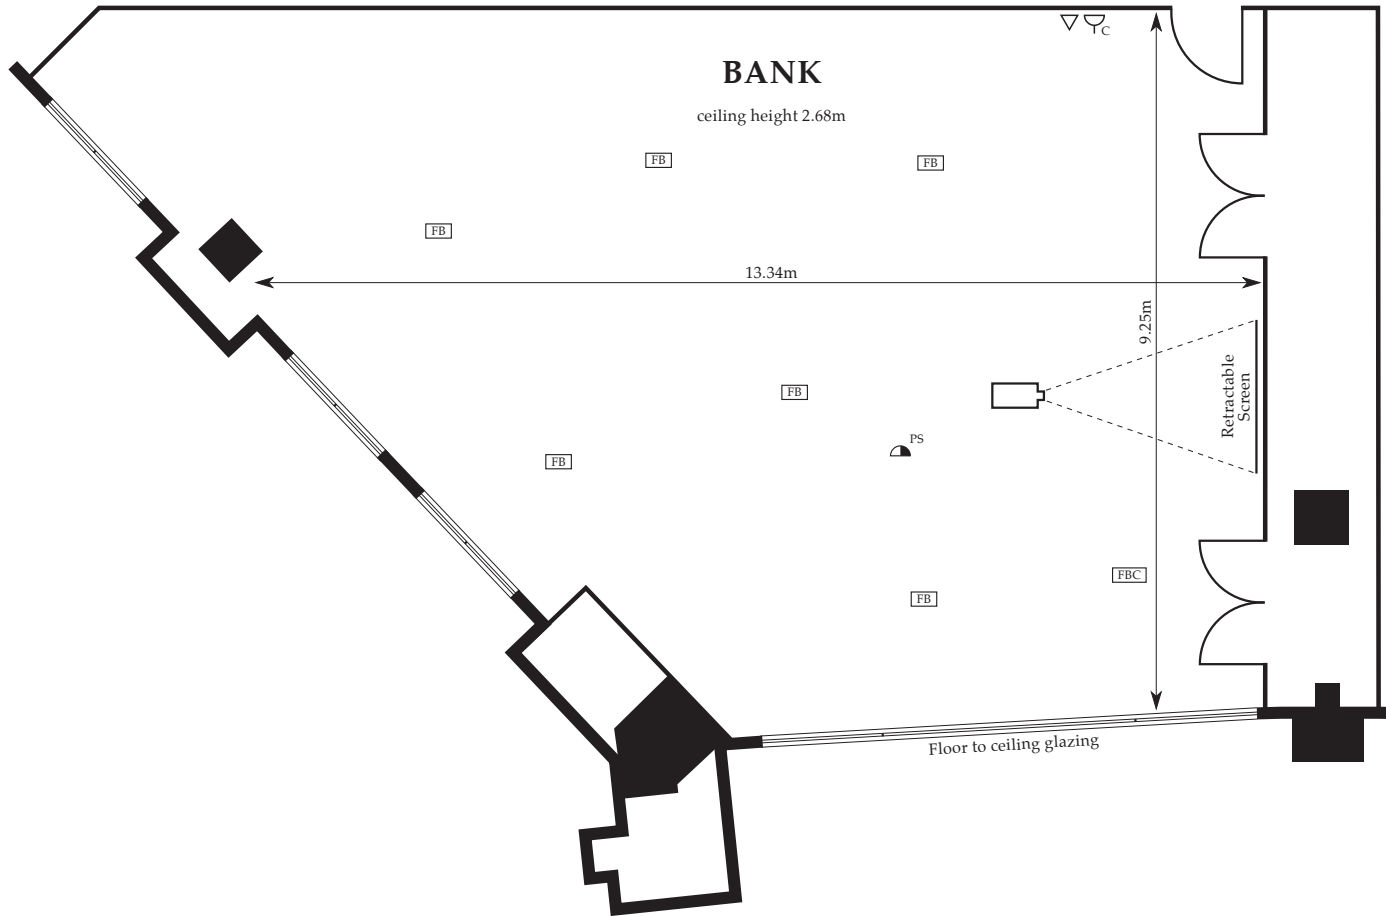 C
BANK
ceiling height 2.68m
FB
FB
FB
13.34m
9.25m
Retractable
Screen
FB
PS
FB
FBC
FB
Floor to ceiling glazing